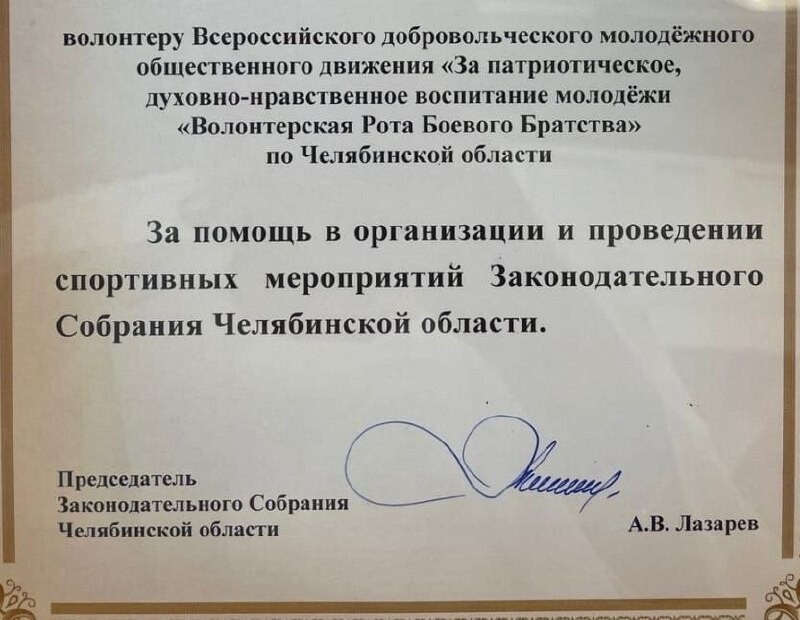 волонтеру Всероссийского добровольческого молодёжного
общественного движения «За патриотическое,
духовно-нравственное воспитание молодёжи
«Волонтерская Рота Боевого Братства»
по Челябинской области
За помощь в организации и проведении
спортивных мероприятий Законодательного
Собрания Челябинской области.
Председатель
Законодательного Собрания
Челябинской области
А.В. Лазарев